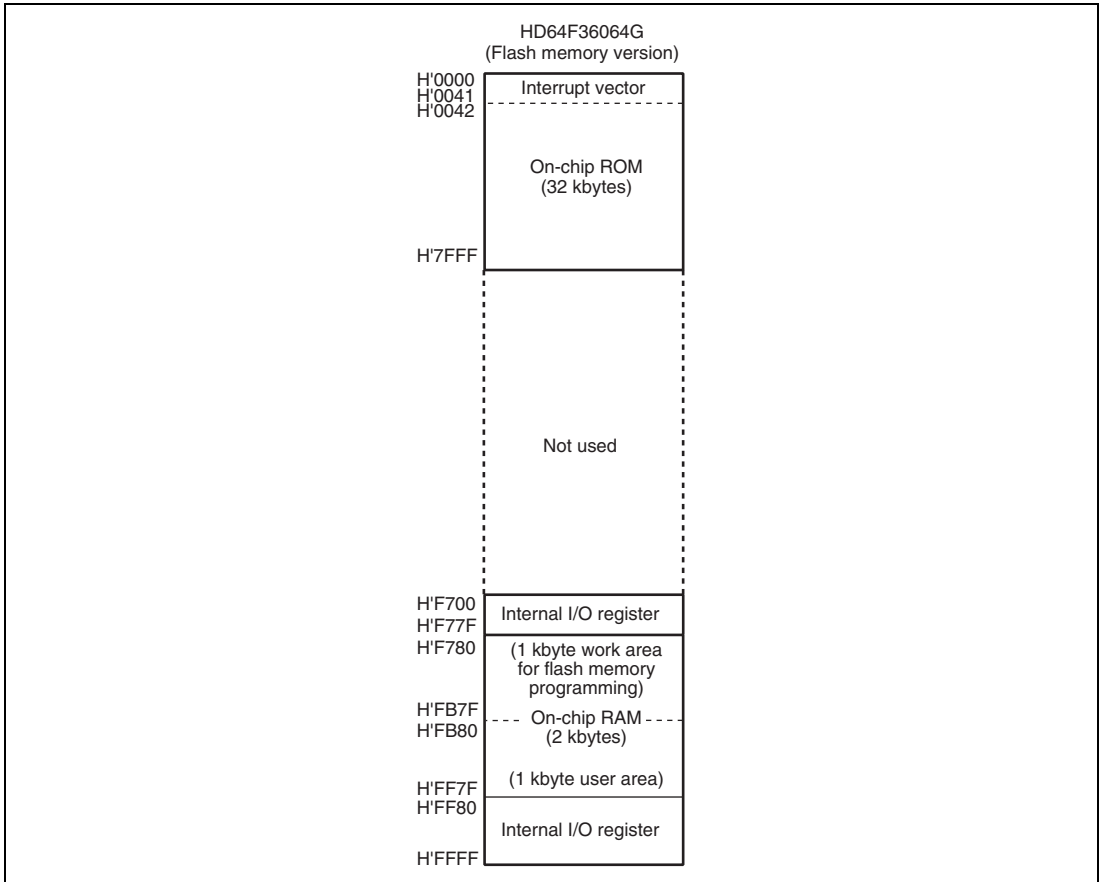 HD64F36064G
(Flash memory version)
H'0000
Interrupt vector
H'0041
H'0042
On-chip ROM
(32 kbytes)
H'7FFF
Not used
H'F700
Internal I/O register
H'F77F
H'F780
(1 kbyte work area
for flash memory
programming)
H'FB7F
On-chip RAM
H'FB80
(2 kbytes)
(1 kbyte user area)
H'FF7F
H'FF80
Internal I/O register
H'FFFF